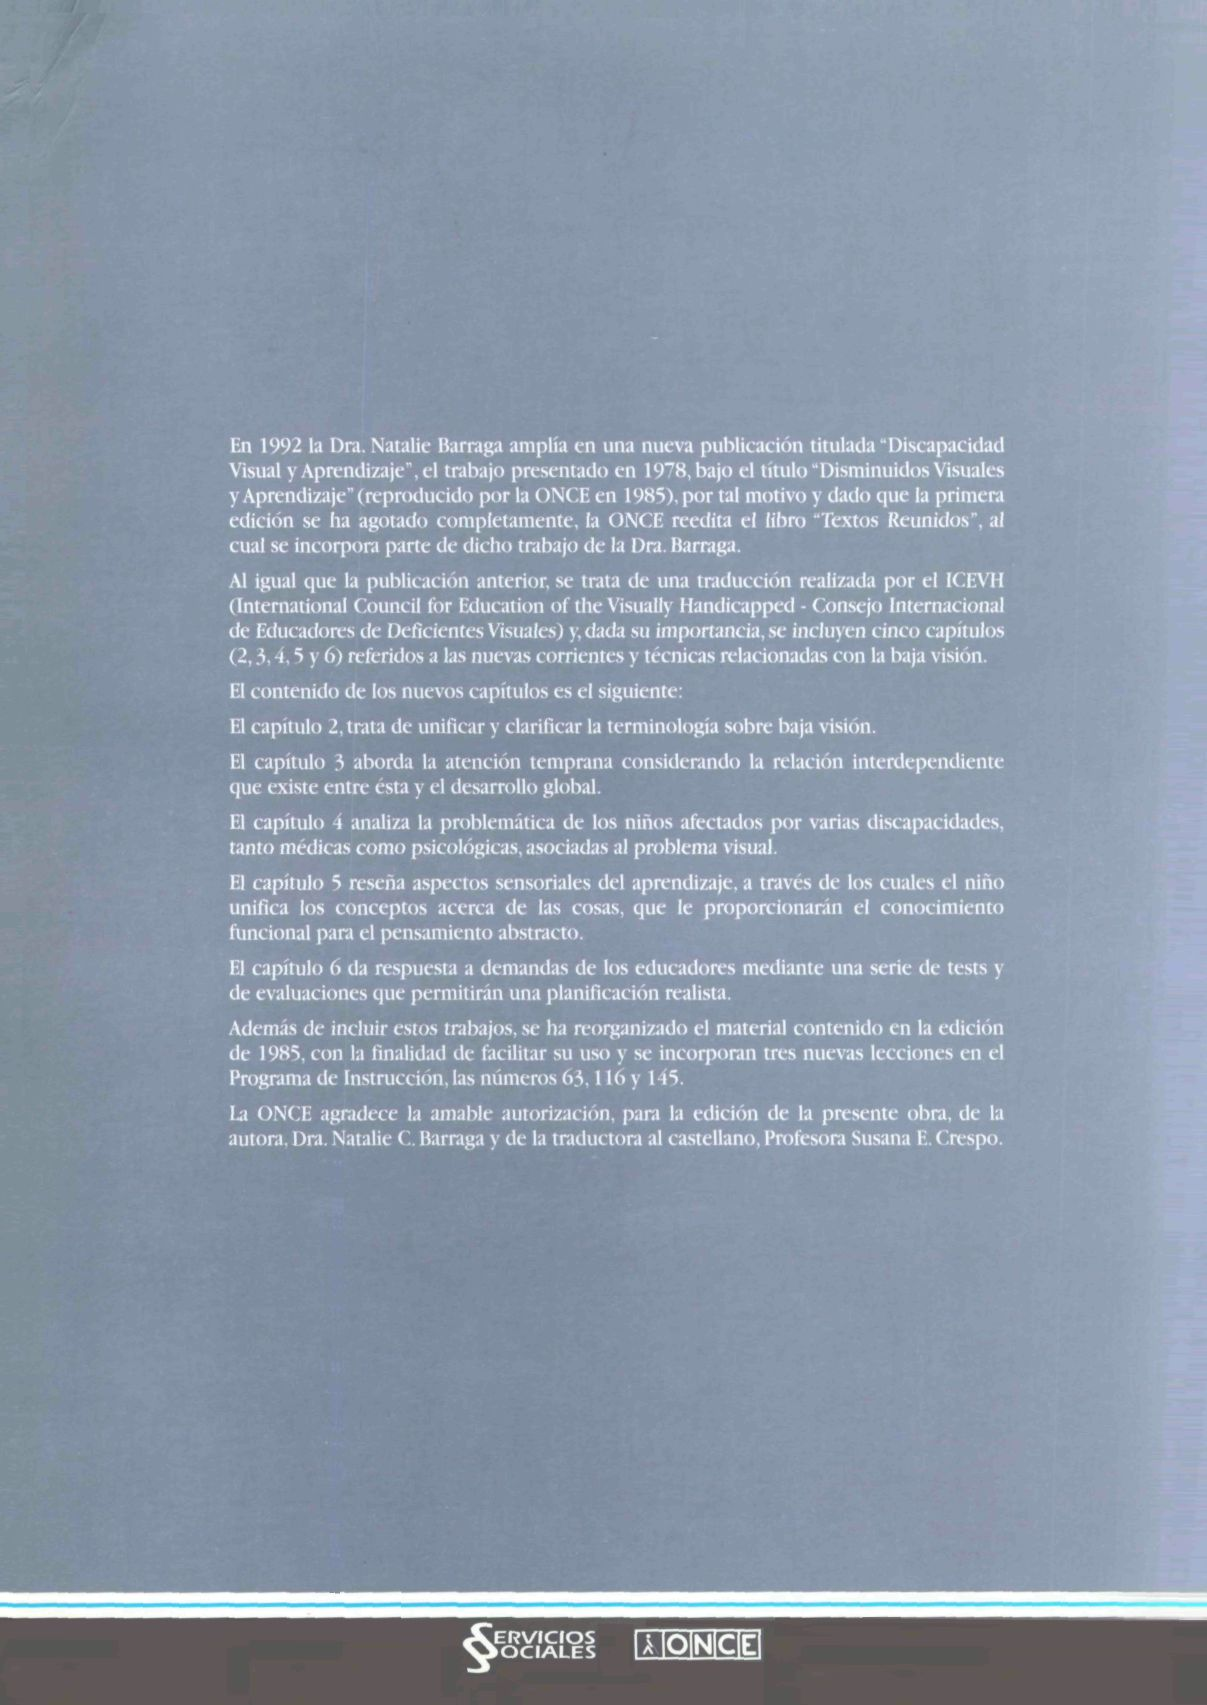 En 1992 la Dra. Natalie Barraga amplía en una nueva publicación titulada "Discapacidad
Visual y Aprendizaje", el trabajo presentado en 1978, bajo el título "Disminuidos Visuales
y Aprendizaje" (reproducido por la ONCE en 1985), por tal motivo y dado que la primera
edición se ha agotado completamente, la ONCE reedita el libro "Textos Reunidos", al
cual se incorpora parte de dicho trabajo de la Dra. Barraga.
Al igual que la publicación anterior, se trata de una traducción realizada por el ICEVH
(International Council for Education of the Visually Handicapped - Consejo Internacional
de Educadores de Deficientes Visuales) y, dada su importancia, se incluyen cinco capítulos
(2, 3, 4, 5 y 6) referidos a las nuevas corrientes y técnicas relacionadas con la baja visión.
El contenido de los nuevos capítulos es el siguiente:
El capítulo 2, trata de unificar y clarificar la terminología sobre baja visión.
El capítulo 3 aborda la atención temprana considerando la relación interdependiente
que existe entre ésta y el desarrollo global.
El capítulo 4 analiza la problemática de los niños afectados por varias discapacidades,
tanto médicas como psicológicas, asociadas al problema visual.
El capítulo 5 reseña aspectos sensoriales del aprendizaje, a través de los cuales el niño
unifica los conceptos acerca de las cosas, que le proporcionarán el conocimiento
funcional para el pensamiento abstracto.
El capítulo 6 da respuesta a demandas de los educadores mediante una serie de tests y
de evaluaciones que permitirán una planificación realista.
Además de incluir estos trabajos, se ha reorganizado el material contenido en la edición
de 1985, con la finalidad de facilitar su uso y se incorporan tres nuevas lecciones en el
Programa de Instrucción, las números 63, 116 y 145.
La ONCE agradece la amable autorización, para la edición de la presente obra, de la
autora, Dra. Natalie C. Barraga y de la traductora al castellano, Profesora Susana E. Crespo.
SERVICIOS
SOCIALES
ONCE